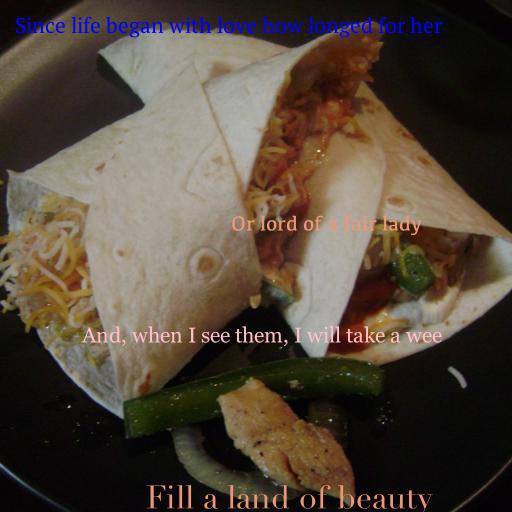 Since life began with love how longed for her
Or lord of a fair lady
And, when I see them, I will take a wee
Fill a land of beauty